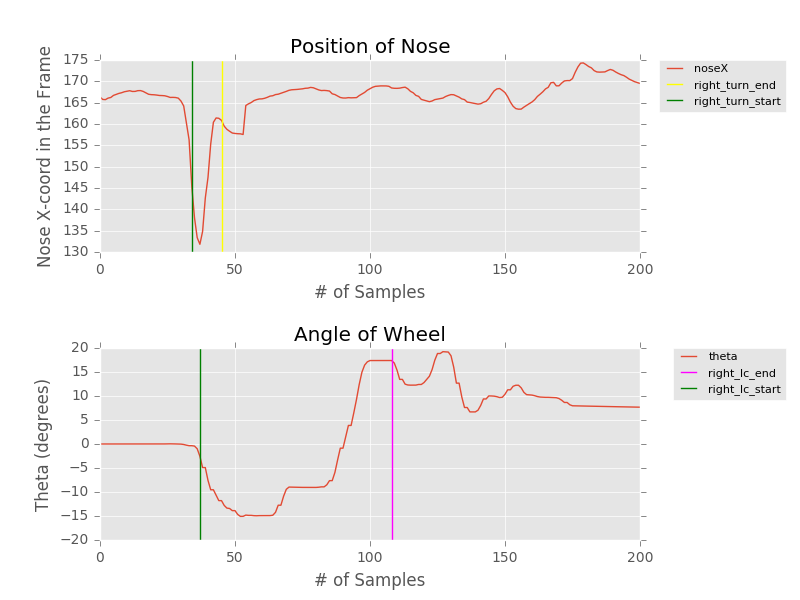 Position of Nose
Nose X-coord in the Frame
175
170
165
160
155
150
145
140
135
130
0 50 100 150 200
# of Samples
noseX
right_turn_end
right_turn_start
Angle of Wheel
Theta (degrees)
20
15
10
5
0
−5
−10
−15
−20
0 50 100 150 200
# of Samples
theta
right_lc_end
right_lc_start